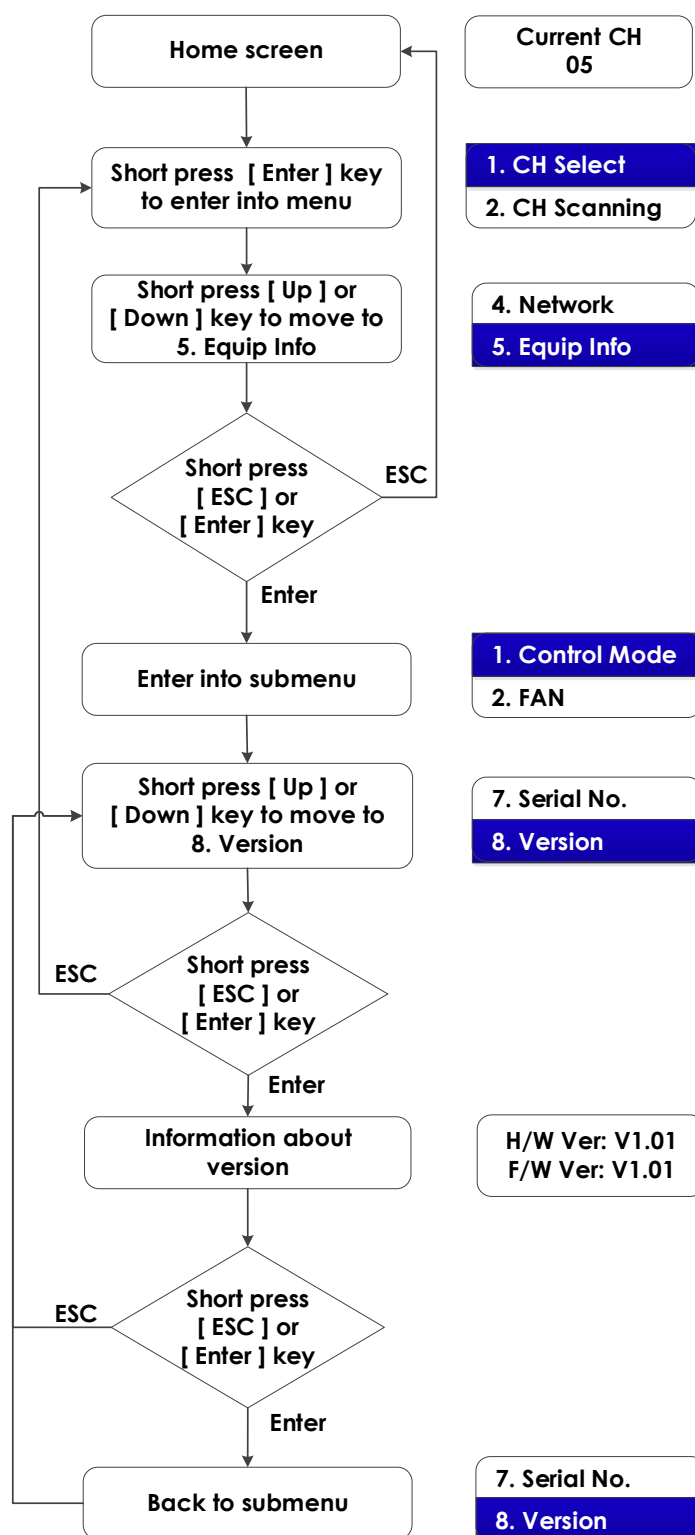 Home screen
Current CH
05
Short press [ Enter ] key
to enter into menu
1. CH Select
2. CH Scanning
Short press [ Up ] or
[ Down ] key to move to
5. Equip Info
4. Network
5. Equip Info
Short press
[ ESC ] or
[ Enter ] key
ESC
Enter
Enter into submenu
1. Control Mode
2. FAN
Short press [ Up ] or
[ Down ] key to move to
8. Version
7. Serial No.
8. Version
ESC
Short press
[ ESC ] or
[ Enter ] key
Enter
Information about
version
H/W Ver: V1.01
F/W Ver: V1.01
ESC
Short press
[ ESC ] or
[ Enter ] key
Enter
Back to submenu
7. Serial No.
8. Version